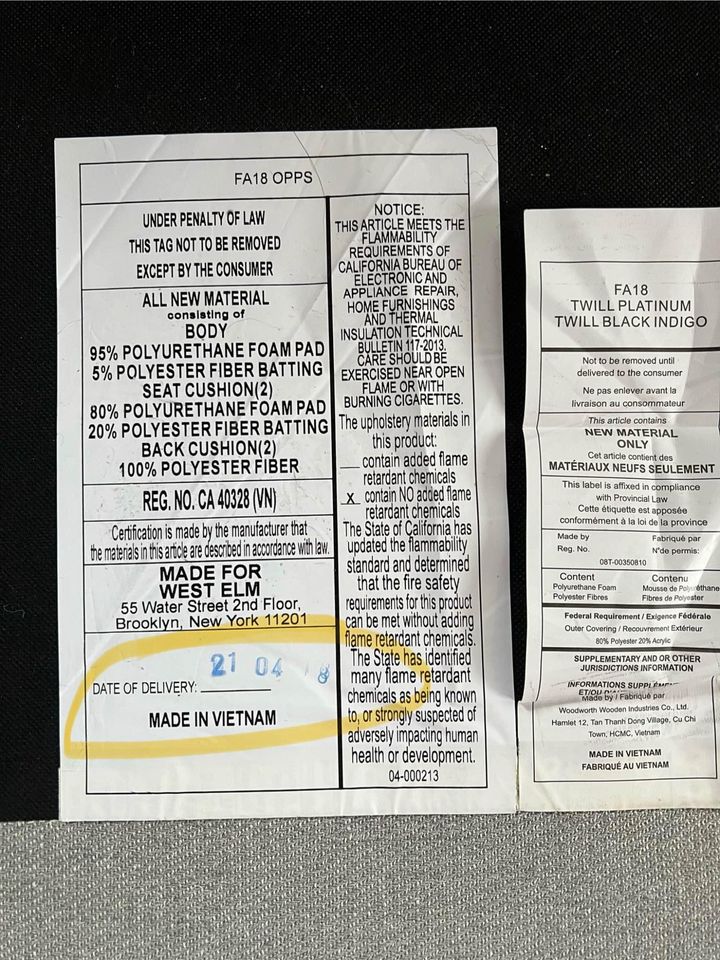 FA18 OPPS
UNDER PENALTY OF LAW
THIS TAG NOT TO BE REMOVED
EXCEPT BY THE CONSUMER
ALL NEW MATERIAL
consisting of
BODY
95% POLYURETHANE FOAM PAD
5% POLYESTER FIBER BATTING
SEAT CUSHION(2)
80% POLYURETHANE FOAM PAD
20% POLYESTER FIBER BATTING
BACK CUSHION(2)
100% POLYESTER FIBER
REG. NO. CA 40328 (VN)
Certification is made by the manufacturer that
the materials in this article are described in accordance with law.
MADE FOR
WEST ELM
55 Water Street 2nd Floor,
Brooklyn, New York 11201
21 04 8
DATE OF DELIVERY:
MADE IN VIETNAM
NOTICE:
THIS ARTICLE MEETS THE
FLAMMABILITY
REQUIREMENTS OF
CALIFORNIA BUREAU OF
ELECTRONIC AND
APPLIANCE REPAIR,
HOME FURNISHINGS
AND THERMAL
INSULATION TECHNICAL
BULLETIN 117-2013.
CARE SHOULD BE
EXERCISED NEAR OPEN
FLAME OR WITH
BURNING CIGARETTES.
The upholstery materials in
this product:
__ contain added flame
retardant chemicals
X contain NO added flame
retardant chemicals
The State of California has
updated the flammability
standard and determined
that the fire safety
requirements for this product
can be met without adding
flame retardant chemicals.
The State has identified
many flame retardant
chemicals as being known
to, or strongly suspected of
adversely impacting human
health or development.
04-000213
FA18
TWILL PLATINUM
TWILL BLACK INDIGO
Not to be removed until
delivered to the consumer
Ne pas enlever avant la
livraison au consommateur
This article contains
NEW MATERIAL
ONLY
Cet article contient des
MATÉRIAUX NEUFS SEULEMENT
This label is affixed in compliance
with Provincial Law
Cette étiquette est apposée
conformément à la loi de la province
Made by Fabriqué par
Reg. No. N°de permis:
08T-00350810
Content Contenu
Polyurethane Foam Mousse de Polyuréthane
Polyester Fibres Fibres de Polyester
Federal Requirement / Exigence Fédérale
Outer Covering / Recouvrement Extérieur
80% Polyester 20% Acrylic
SUPPLEMENTARY AND OR OTHER
JURISDICTIONS INFORMATION
INFORMATIONS
ET/OU
Made by / Fabriqué par
Woodworth Wooden Industries Co., Ltd.
Hamlet 12, Tan Thanh Dong Village, Cu Chi
Town, HCMC, Vietnam
MADE IN VIETNAM
FABRIQUÉ AU VIETNAM